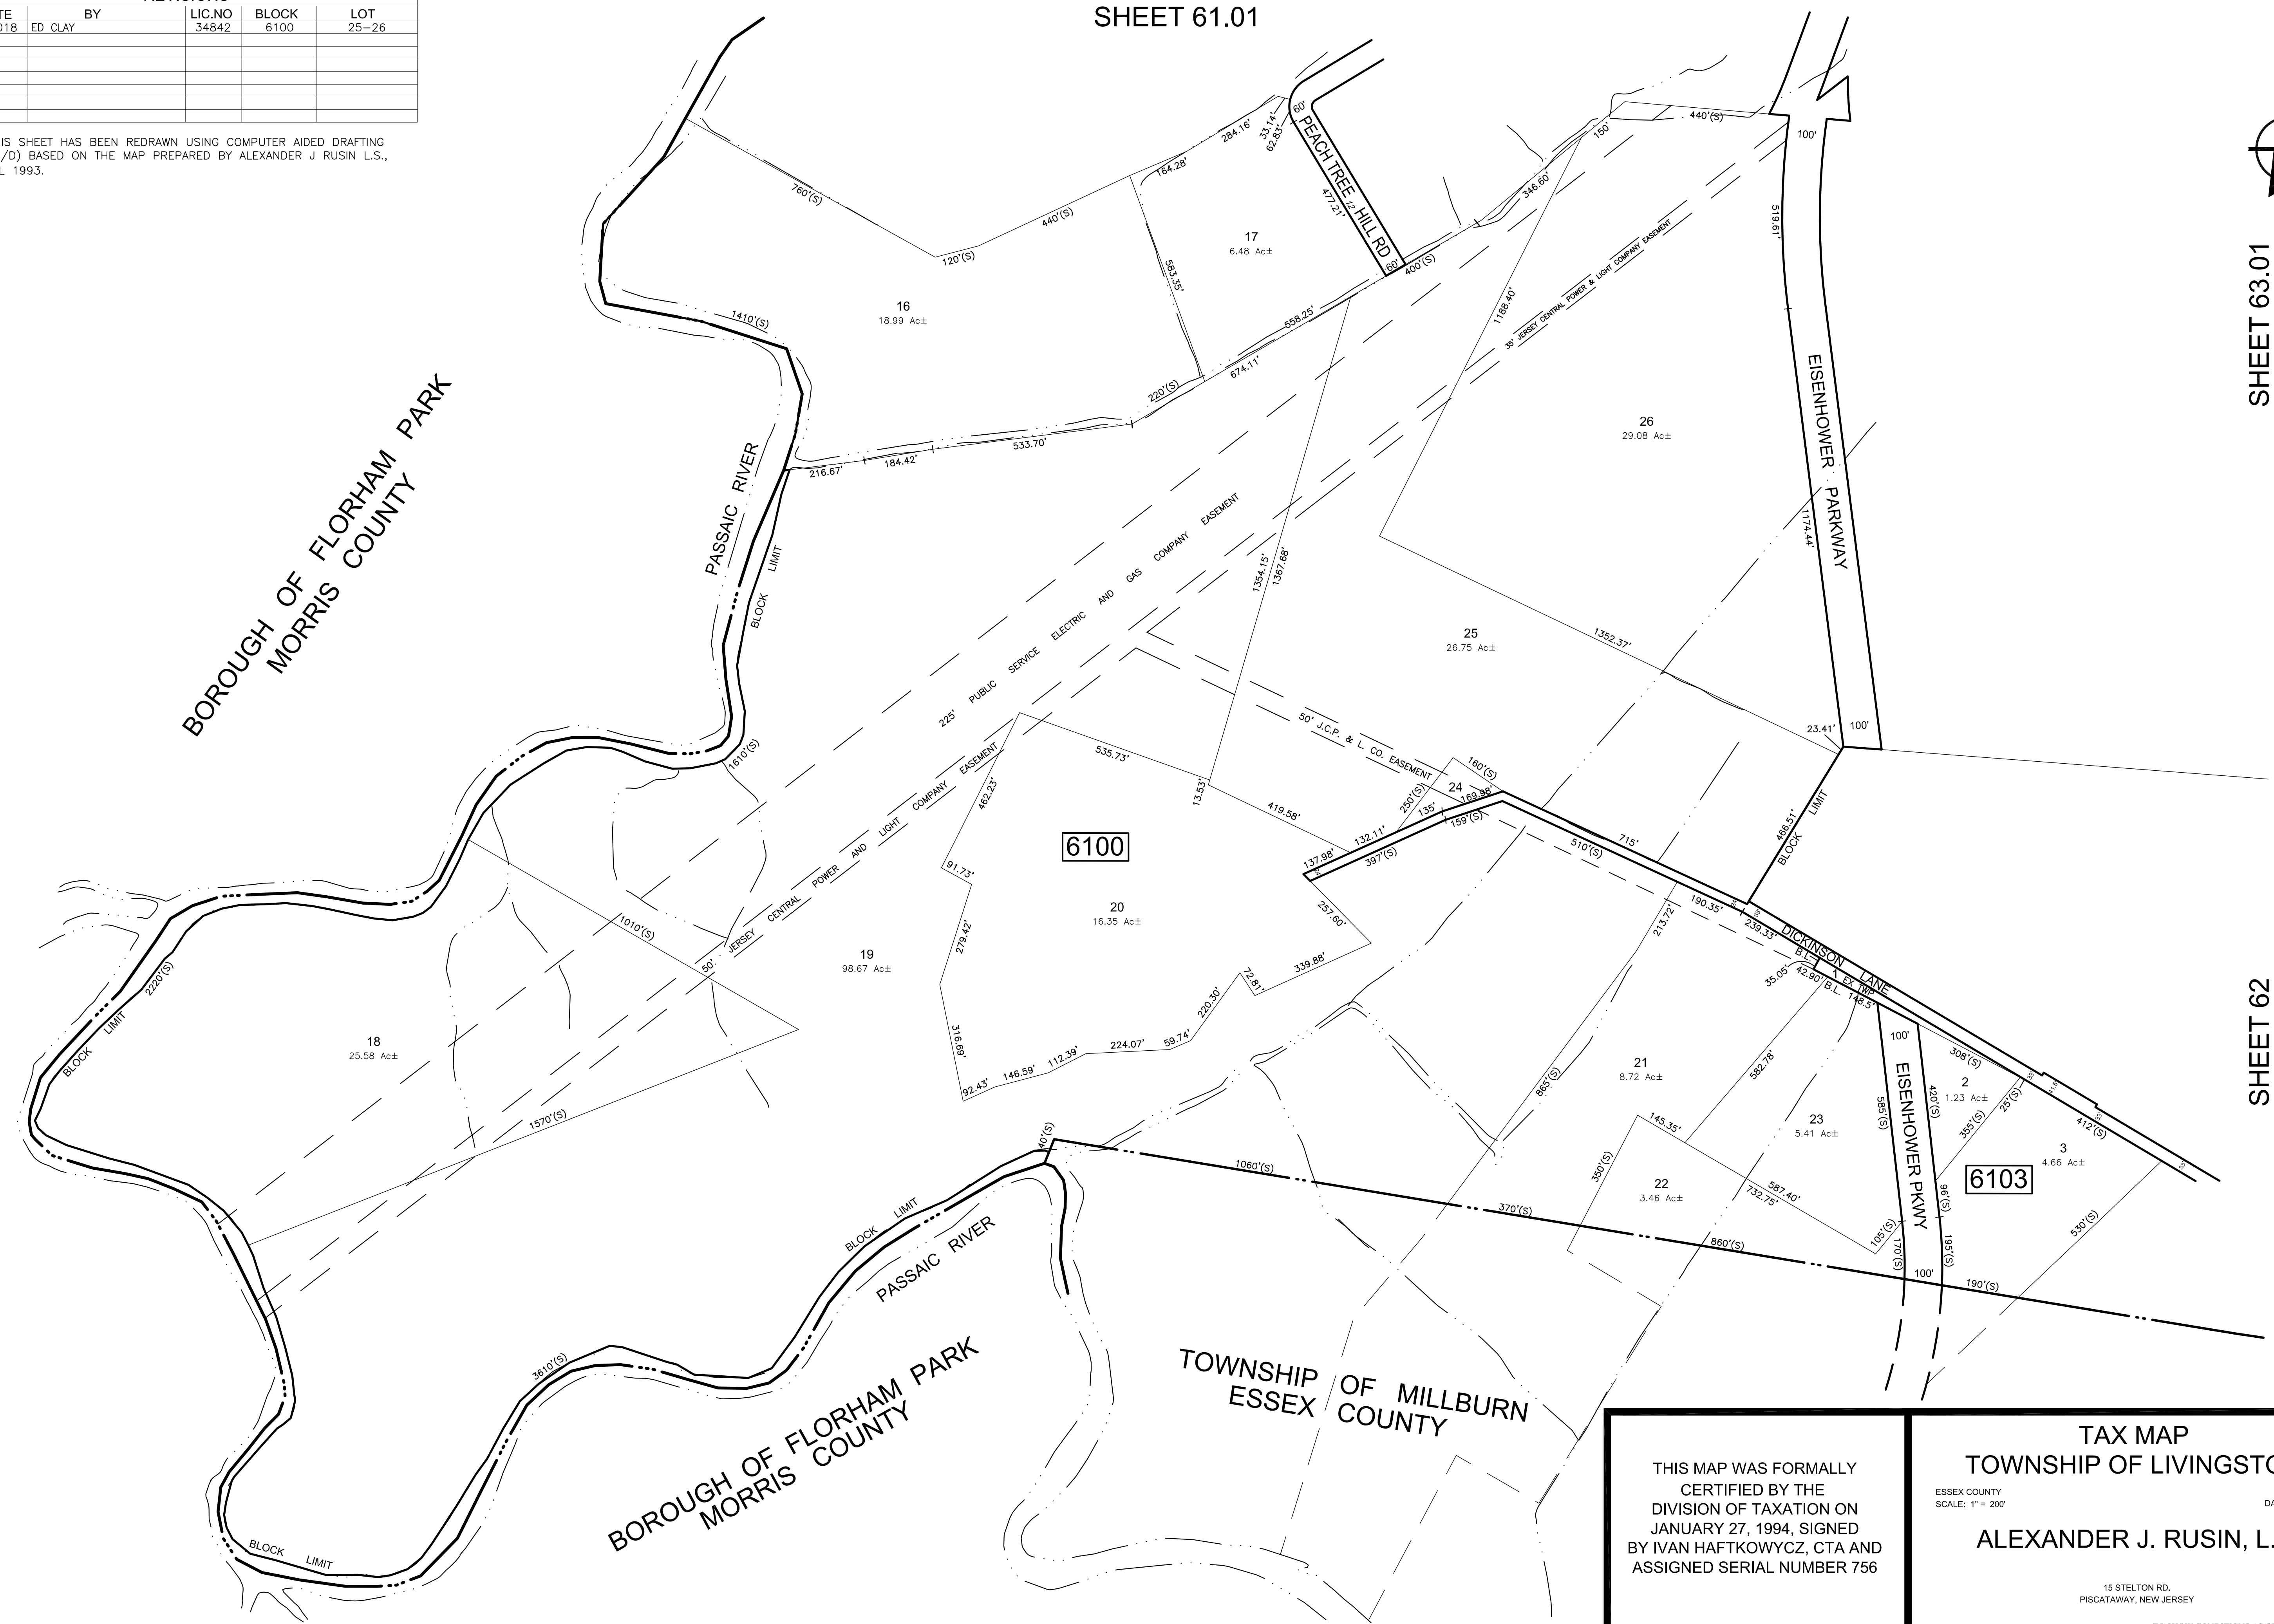 SHEET 61.01
BY LIC.NO BLOCK LOT
ED CLAY 34842 6100 25-26
SHEET HAS BEEN REDRAWN USING COMPUTER AIDED DRAFTING
BASED ON THE MAP PREPARED BY ALEXANDER J RUSIN L.S.,
1993.
SHEET 63.01
SHEET 62
BOROUGH OF FLORHAM PARK
MORRIS COUNTY
PASSAIC RIVER
BLOCK LIMIT
760'(S)
120'(S)
440'(S)
164.28'
284.16'
33.14'
62.83'
60'
PEACH TREE HILL RD
12
477.21'
60'
400'(S)
583.35'
17
6.48 Ac±
16
18.99 Ac±
1410'(S)
216.67'
184.42'
533.70'
220'(S)
674.11'
558.25'
346.60'
150'
440'(S)
100'
519.61'
1188.40'
35' JERSEY CENTRAL POWER & LIGHT COMPANY EASEMENT
26
29.08 Ac±
EISENHOWER PARKWAY
1174.44'
1354.15'
1367.68'
225' PUBLIC SERVICE ELECTRIC AND GAS COMPANY EASEMENT
25
26.75 Ac±
1352.37'
23.41'
100'
466.51'
BLOCK LIMIT
50' J.C.P. & L. CO. EASEMENT
1610'(S)
50' JERSEY CENTRAL POWER AND LIGHT COMPANY EASEMENT
462.23'
535.73'
13.53'
419.58'
250'(S)
24
160'(S)
169.98'
135'
132.11'
137.98'
159'(S)
397'(S)
715'
510'(S)
6100
91.73'
20
16.35 Ac±
279.42'
257.60'
339.88'
72.81'
220.30'
59.74'
224.07'
112.39'
146.59'
92.43'
316.69'
19
98.67 Ac±
1010'(S)
2220'(S)
BLOCK LIMIT
18
25.58 Ac±
1570'(S)
213.72'
190.35'
239.33'
33'
DICKINSON LANE
B.L.
1
EX TWP
35.05'
42.90'
B.L.
148.5'
100'
308'(S)
33'
41.5'
33'
2
1.23 Ac±
25'(S)
412'(S)
33'
EISENHOWER PKWY
585'(S)
420'(S)
355'(S)
3
4.66 Ac±
6103
96'(S)
530'(S)
195'(S)
170'(S)
100'
190'(S)
21
8.72 Ac±
865'(S)
582.78'
23
5.41 Ac±
145.35'
350'(S)
22
3.46 Ac±
587.40'
732.75'
105'(S)
40'(S)
1060'(S)
370'(S)
860'(S)
BLOCK LIMIT
PASSAIC RIVER
3610'(S)
BOROUGH OF FLORHAM PARK
MORRIS COUNTY
TOWNSHIP OF MILLBURN
ESSEX COUNTY
BLOCK LIMIT
THIS MAP WAS FORMALLY
CERTIFIED BY THE
DIVISION OF TAXATION ON
JANUARY 27, 1994, SIGNED
BY IVAN HAFTKOWYCZ, CTA AND
ASSIGNED SERIAL NUMBER 756
TAX MAP
TOWNSHIP OF LIVINGSTO
ESSEX COUNTY
SCALE: 1" = 200'
DA
ALEXANDER J. RUSIN, L.
15 STELTON RD.
PISCATAWAY, NEW JERSEY